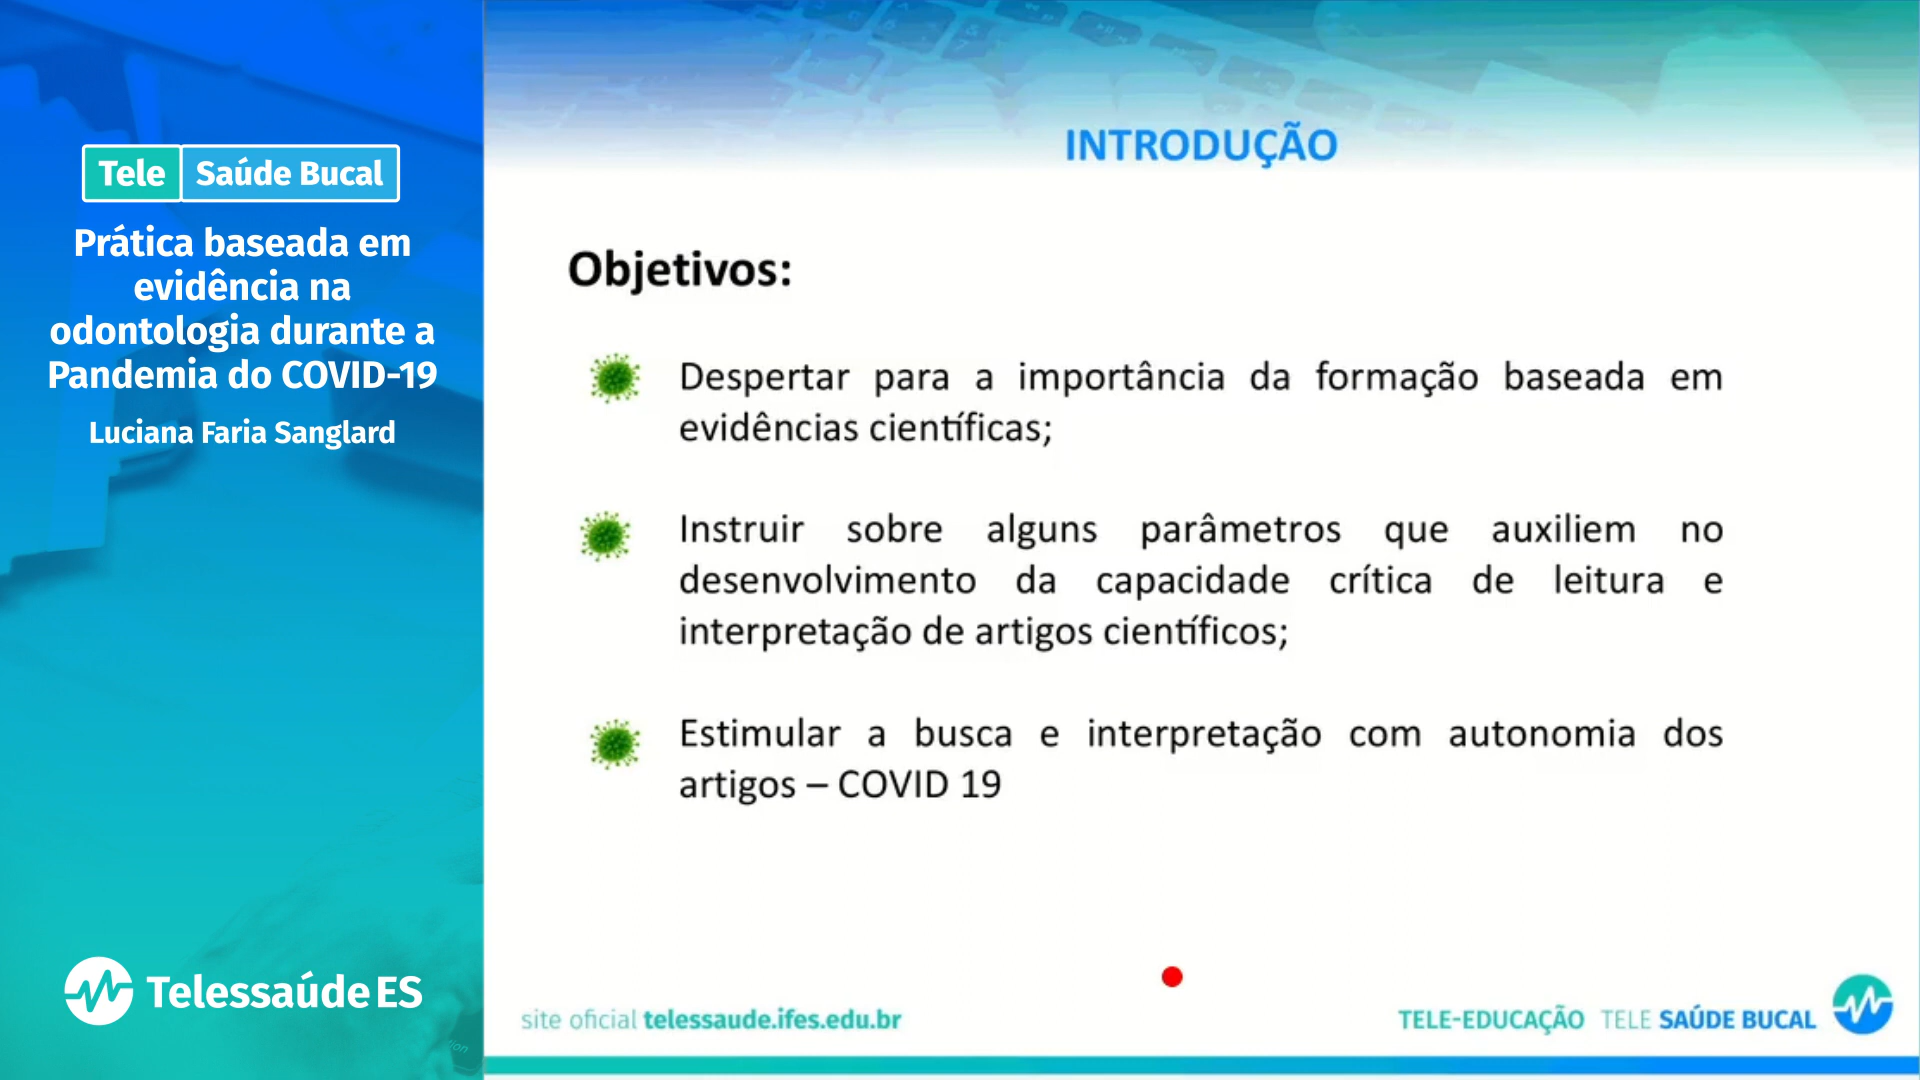 Tele Saúde Bucal
Prática baseada em
evidência na
odontologia durante a
Pandemia do COVID-19
Luciana Faria Sanglard
TelessaúdeES
INTRODUÇÃO
Objetivos:
Despertar para a importância da formação baseada em
evidências científicas;
Instruir sobre alguns parâmetros que auxiliem no
desenvolvimento da capacidade crítica de leitura e
interpretação de artigos científicos;
Estimular a busca e interpretação com autonomia dos
artigos – COVID 19
site oficial telessaude.ifes.edu.br
TELE-EDUCAÇÃO TELE SAÚDE BUCAL